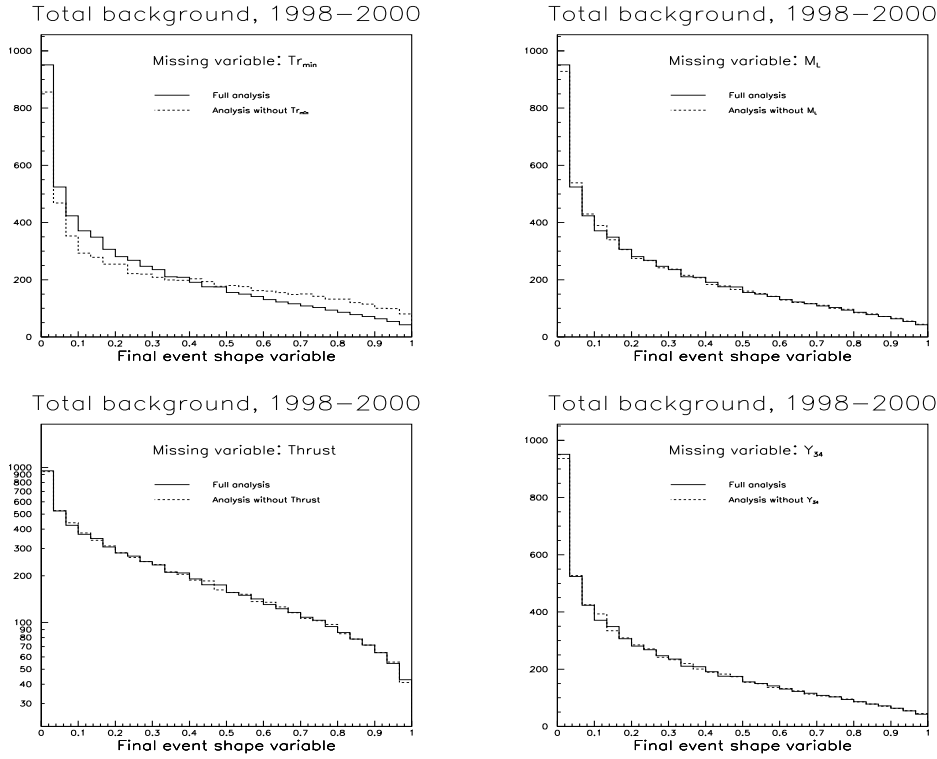 Total background, 1998-2000
Missing variable: Tr_min
Full analysis
Analysis without Tr_min
1000
800
600
400
200
0
0 0.1 0.2 0.3 0.4 0.5 0.6 0.7 0.8 0.9 1
Final event shape variable
Total background, 1998-2000
Missing variable: M_L
Full analysis
Analysis without M_L
1000
800
600
400
200
0
0 0.1 0.2 0.3 0.4 0.5 0.6 0.7 0.8 0.9 1
Final event shape variable
Total background, 1998-2000
Missing variable: Thrust
Full analysis
Analysis without Thrust
1000
900
800
700
600
500
400
300
200
100
90
80
70
60
50
40
30
0 0.1 0.2 0.3 0.4 0.5 0.6 0.7 0.8 0.9 1
Final event shape variable
Total background, 1998-2000
Missing variable: Y_34
Full analysis
Analysis without Y_34
1000
800
600
400
200
0
0 0.1 0.2 0.3 0.4 0.5 0.6 0.7 0.8 0.9 1
Final event shape variable